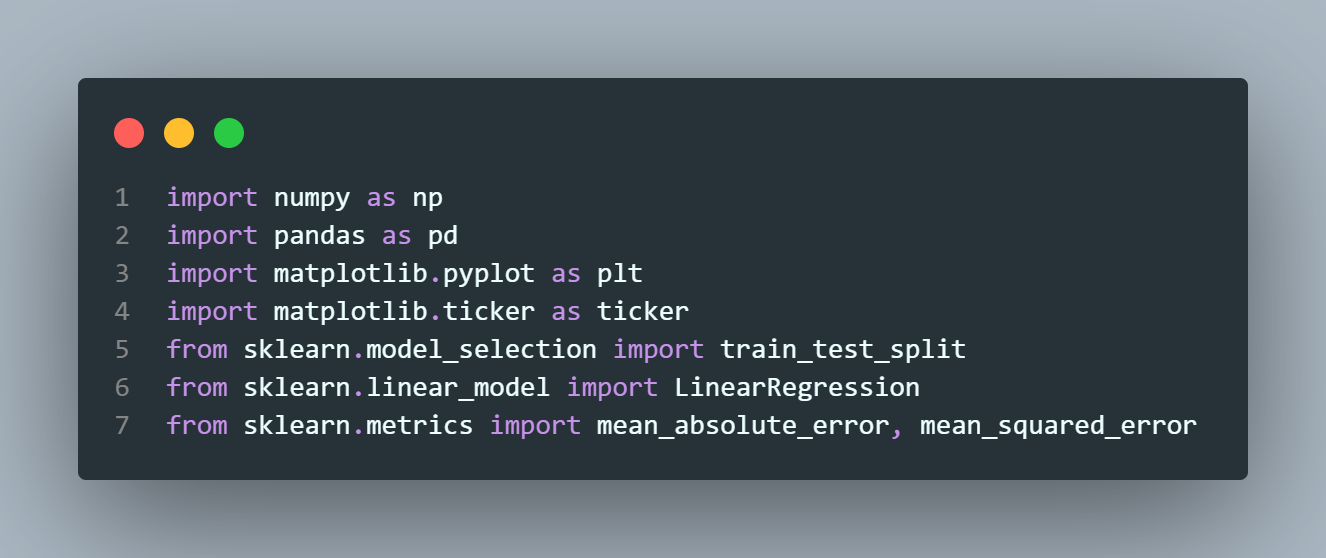 1 import numpy as np
2 import pandas as pd
3 import matplotlib.pyplot as plt
4 import matplotlib.ticker as ticker
5 from sklearn.model_selection import train_test_split
6 from sklearn.linear_model import LinearRegression
7 from sklearn.metrics import mean_absolute_error, mean_squared_error